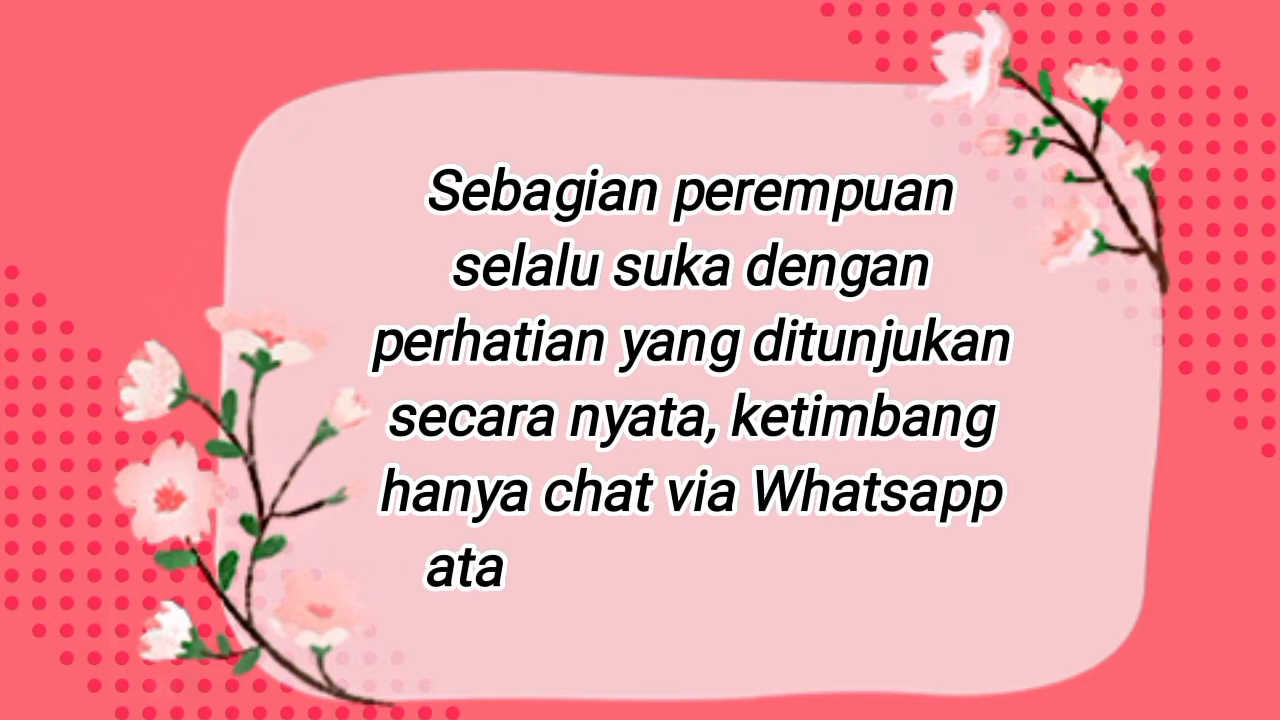 Sebagian perempuan
selalu suka dengan
perhatian yang ditunjukan
secara nyata, ketimbang
hanya chat via Whatsapp
ata